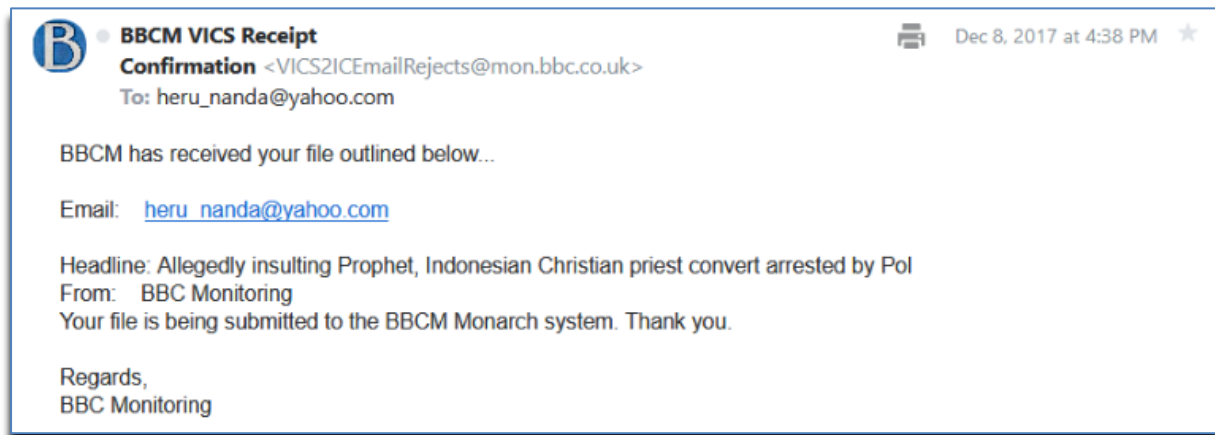 B
BBCM VICS Receipt
Confirmation <VICS2ICEmailRejects@mon.bbc.co.uk>
Dec 8, 2017 at 4:38 PM
To: heru_nanda@yahoo.com
BBCM has received your file outlined below...
Email: heru_nanda@yahoo.com
Headline: Allegedly insulting Prophet, Indonesian Christian priest convert arrested by Pol
From: BBC Monitoring
Your file is being submitted to the BBCM Monarch system. Thank you.
Regards,
BBC Monitoring